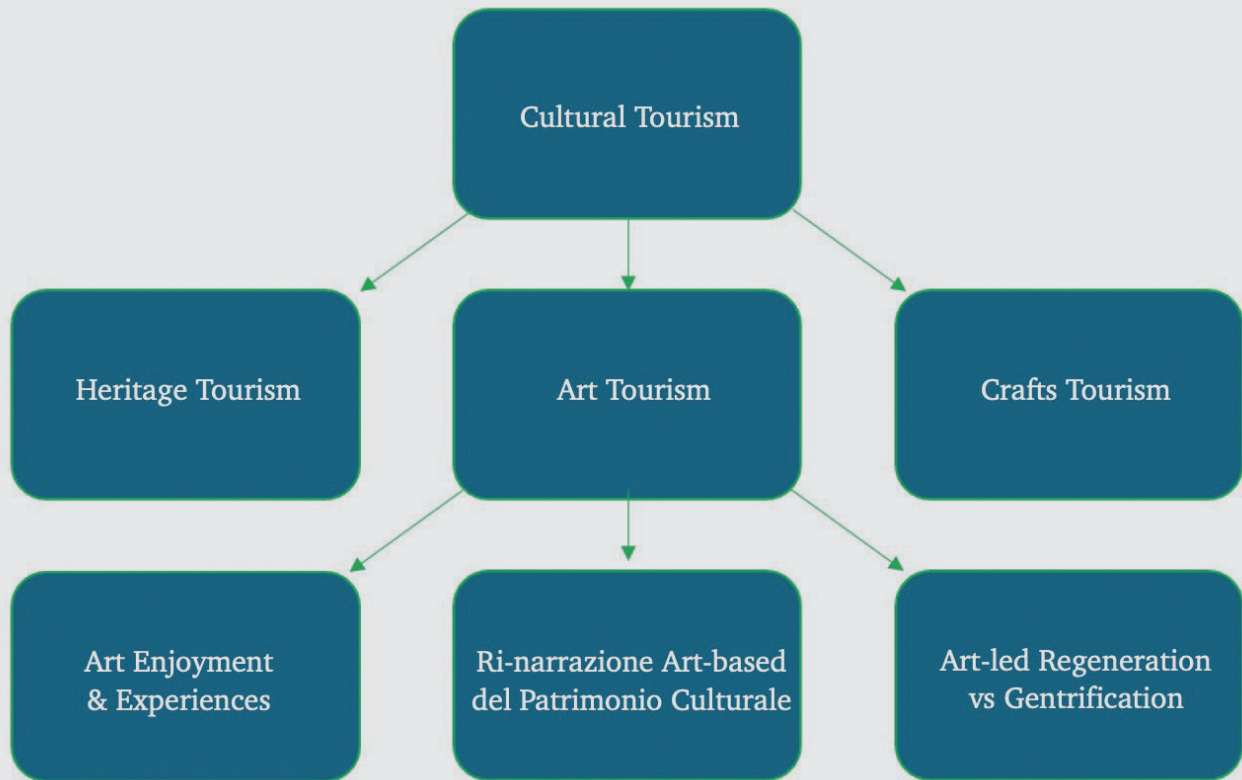 Cultural Tourism
Heritage Tourism
Art Tourism
Crafts Tourism
Art Enjoyment
& Experiences
Ri-narrazione Art-based
del Patrimonio Culturale
Art-led Regeneration
vs Gentrification